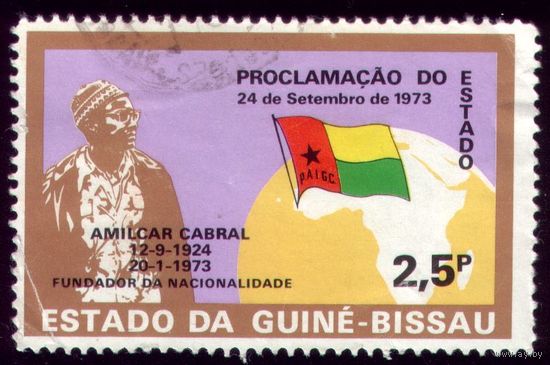 PROCLAMAÇÃO DO
ESTADO
24 de Setembro de 1973
P.A.I.G.C.
AMILCAR CABRAL
12-9-1924
20-1-1973
FUNDADOR DA NACIONALIDADE
2,5P
ESTADO DA GUINÉ-BISSAU